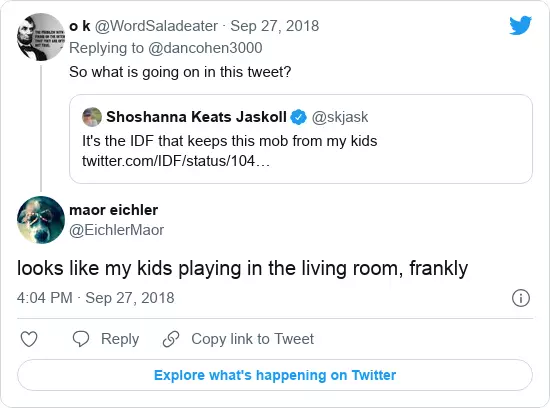 o k @WordSaladeater · Sep 27, 2018
Replying to @dancohen3000
So what is going on in this tweet?
Shoshanna Keats Jaskoll @skjask
It's the IDF that keeps this mob from my kids
twitter.com/IDF/status/104…
maor eichler
@EichlerMaor
looks like my kids playing in the living room, frankly
4:04 PM · Sep 27, 2018
Reply Copy link to Tweet
Explore what's happening on Twitter